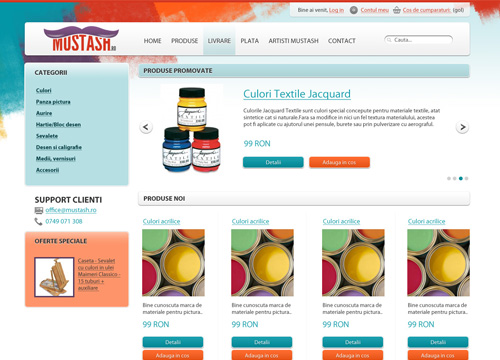 Bine ai venit, Log in
Contul meu
Cos de cumparaturi: (gol)
MUSTASH.RO
HOME
PRODUSE
LIVRARE
PLATA
ARTISTI MUSTASH
CONTACT
Cauta...
CATEGORII
Culori
Panza pictura
Aurire
Hartie/Bloc desen
Sevalete
Desen si caligrafie
Medii, vernisuri
Accesorii
SUPPORT CLIENTI
office@mustash.ro
0749 071 308
OFERTE SPECIALE
Caseta - Sevalet
cu culori in ulei
Maimeri Classico -
15 tuburi +
auxiliare
PRODUSE PROMOVATE
Culori Textile Jacquard
Culorile Jacquard Textile sunt culori special concepute pentru materiale textile, atat
sintetice cat si naturale.Fara sa modifice in nici un fel textura materialului, acestea
pot fi aplicate cu ajutorul unei pensule, burete sau prin pulverizare cu aerograful.
99 RON
Detalii
Adauga in cos
PRODUSE NOI
Culori acrilice
Culori acrilice
Culori acrilice
Culori acrilice
Bine cunoscuta marca de
materiale pentru pictura..
Bine cunoscuta marca de
materiale pentru pictura..
Bine cunoscuta marca de
materiale pentru pictura..
Bine cunoscuta marca de
materiale pentru pictura..
99 RON
99 RON
99 RON
99 RON
Detalii
Detalii
Detalii
Detalii
Adauga in cos
Adauga in cos
Adauga in cos
Adauga in cos